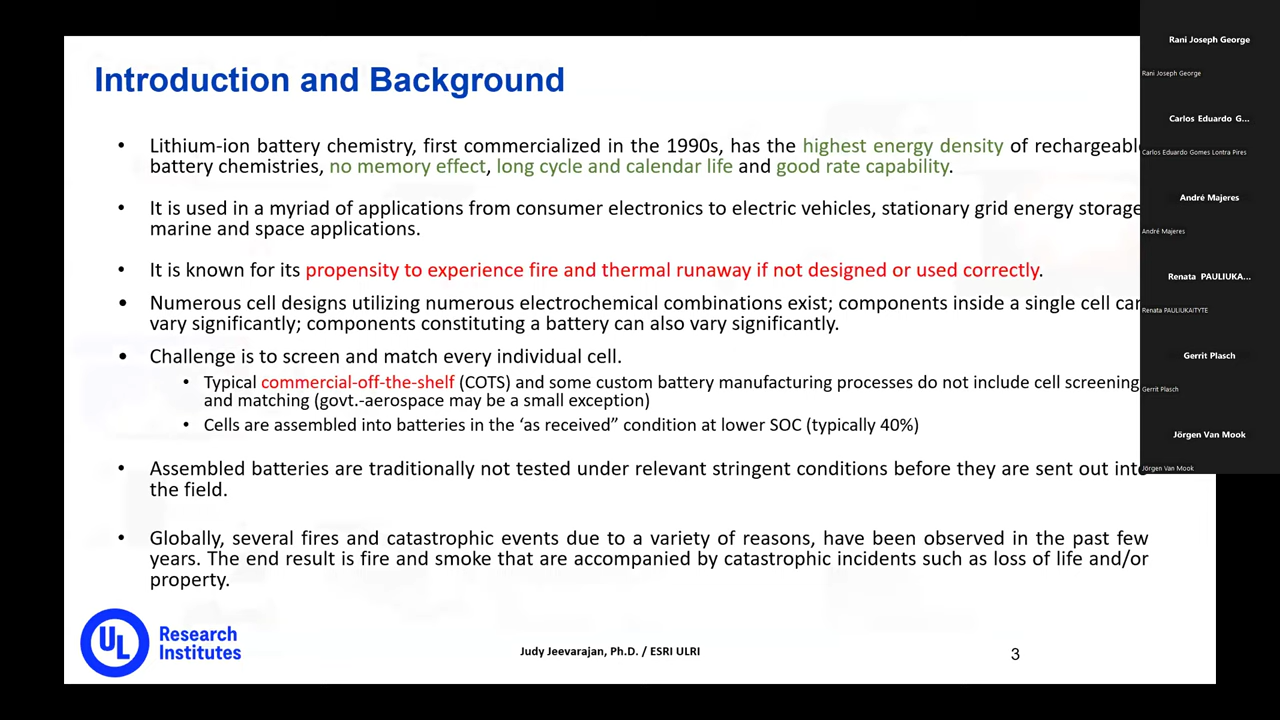 Introduction and Background
• Lithium-ion battery chemistry, first commercialized in the 1990s, has the highest energy density of rechargeable
battery chemistries, no memory effect, long cycle and calendar life and good rate capability.
• It is used in a myriad of applications from consumer electronics to electric vehicles, stationary grid energy storage
marine and space applications.
• It is known for its propensity to experience fire and thermal runaway if not designed or used correctly.
• Numerous cell designs utilizing numerous electrochemical combinations exist; components inside a single cell can
vary significantly; components constituting a battery can also vary significantly.
• Challenge is to screen and match every individual cell.
• Typical commercial-off-the-shelf (COTS) and some custom battery manufacturing processes do not include cell screening
and matching (govt.-aerospace may be a small exception)
• Cells are assembled into batteries in the ‘as received” condition at lower SOC (typically 40%)
• Assembled batteries are traditionally not tested under relevant stringent conditions before they are sent out into
the field.
• Globally, several fires and catastrophic events due to a variety of reasons, have been observed in the past few
years. The end result is fire and smoke that are accompanied by catastrophic incidents such as loss of life and/or
property.
UL
Research
Institutes
Judy Jeevarajan, Ph.D. / ESRI ULRI
3
Rani Joseph George
Rani Joseph George
Carlos Eduardo G...
Carlos Eduardo Gomes Lontra Pires
André Majeres
André Majeres
Renata PAULIUKA...
Renata PAULIUKAITYTE
Gerrit Plasch
Gerrit Plasch
Jörgen Van Mook
Jörgen Van Mook